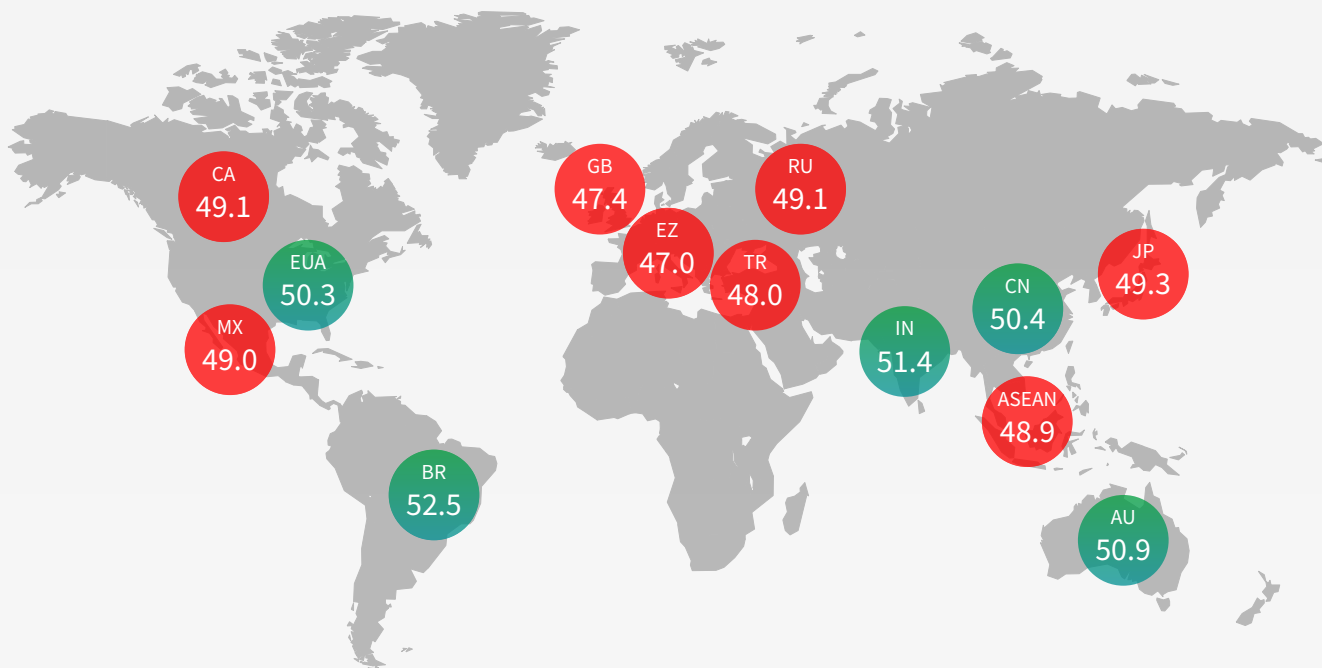 CA
49.1
GB
47.4
RU
49.1
EZ
47.0
TR
48.0
JP
49.3
EUA
50.3
CN
50.4
MX
49.0
IN
51.4
ASEAN
48.9
BR
52.5
AU
50.9